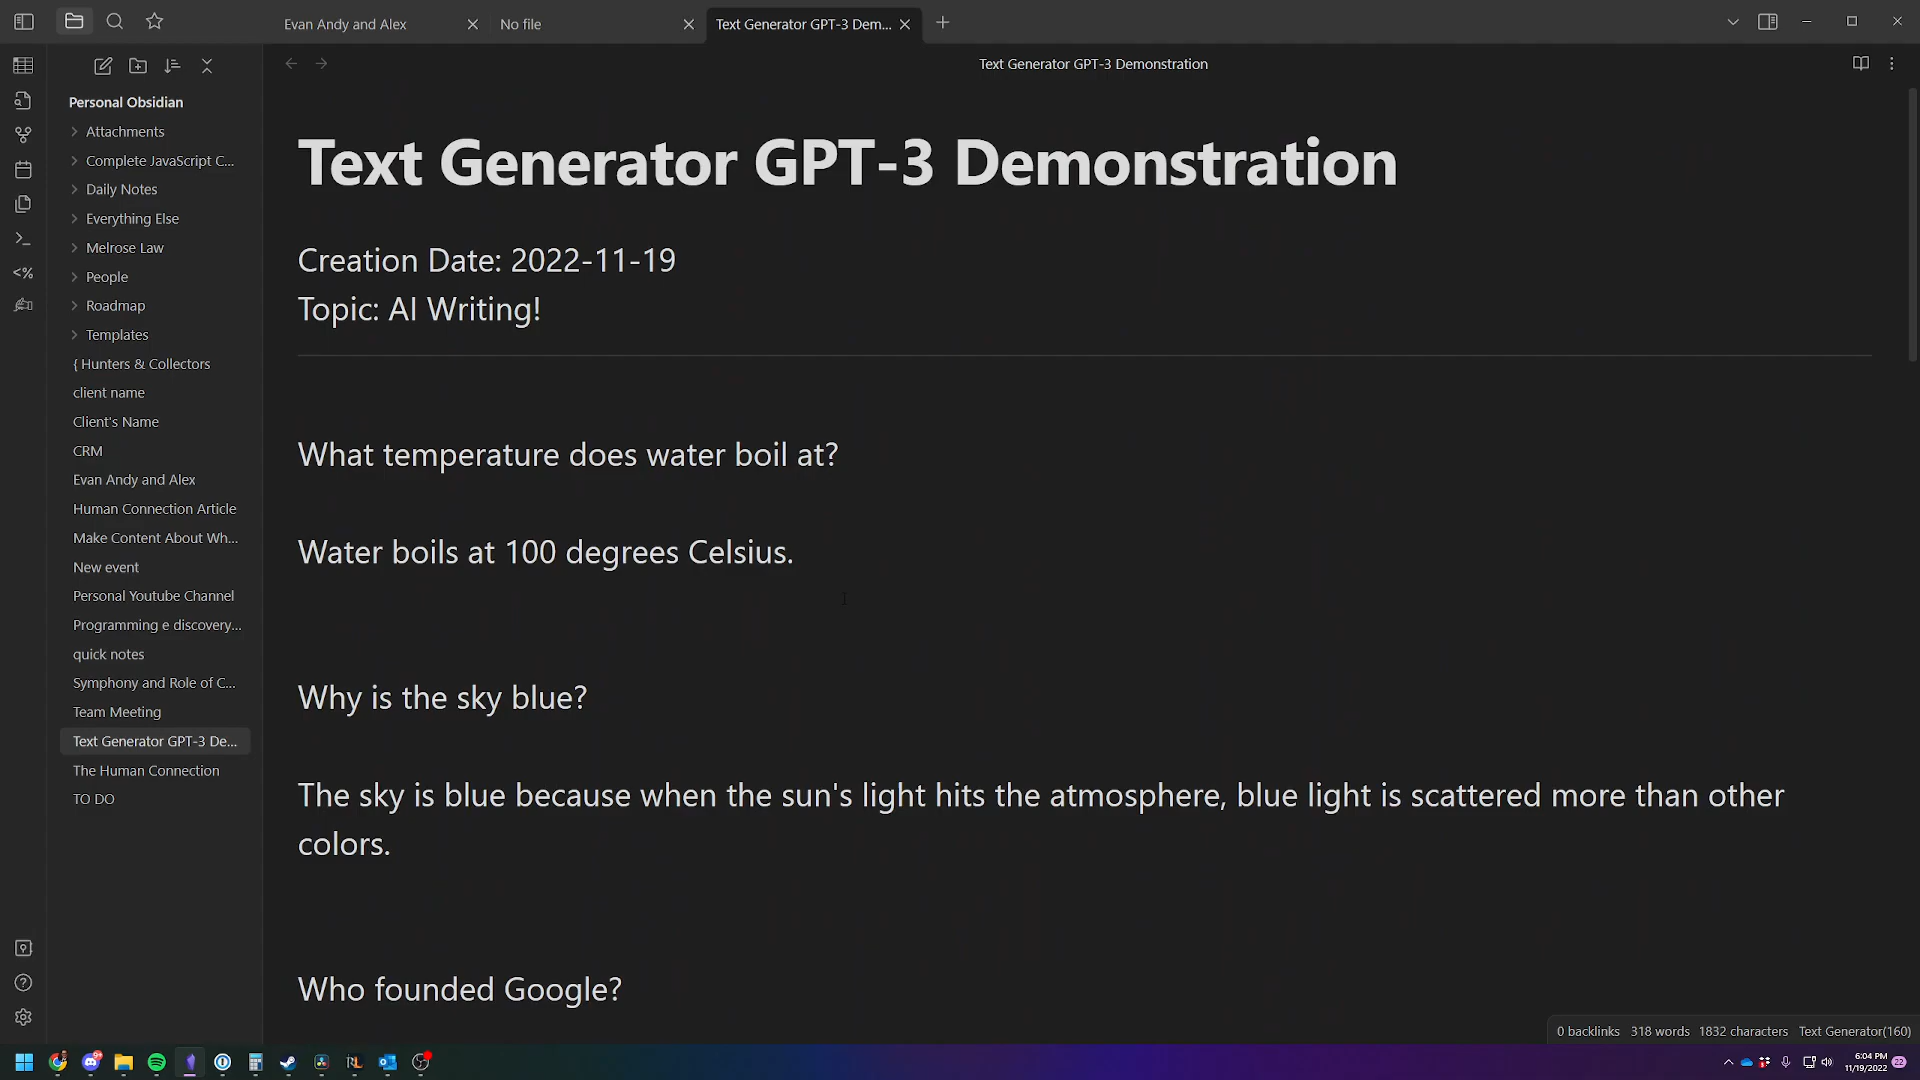 Evan Andy and Alex
No file
Text Generator GPT-3 Dem...
Text Generator GPT-3 Demonstration
Personal Obsidian
Attachments
Complete JavaScript C...
Daily Notes
Everything Else
Melrose Law
People
Roadmap
Templates
{ Hunters & Collectors
client name
Client's Name
CRM
Evan Andy and Alex
Human Connection Article
Make Content About Wh...
New event
Personal Youtube Channel
Programming e discovery...
quick notes
Symphony and Role of C...
Team Meeting
Text Generator GPT-3 De...
The Human Connection
TO DO
Text Generator GPT-3 Demonstration
Creation Date: 2022-11-19
Topic: AI Writing!
What temperature does water boil at?
Water boils at 100 degrees Celsius.
Why is the sky blue?
The sky is blue because when the sun's light hits the atmosphere, blue light is scattered more than other
colors.
Who founded Google?
0 backlinks 318 words 1832 characters Text Generator(160)
6:04 PM
11/19/2022
22